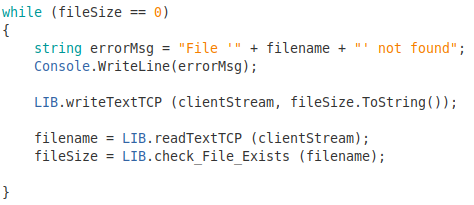 while (fileSize == 0)
{
    string errorMsg = "File '" + filename + "' not found";
    Console.WriteLine(errorMsg);

    LIB.writeTextTCP (clientStream, fileSize.ToString());

    filename = LIB.readTextTCP (clientStream);
    fileSize = LIB.check_File_Exists (filename);

}